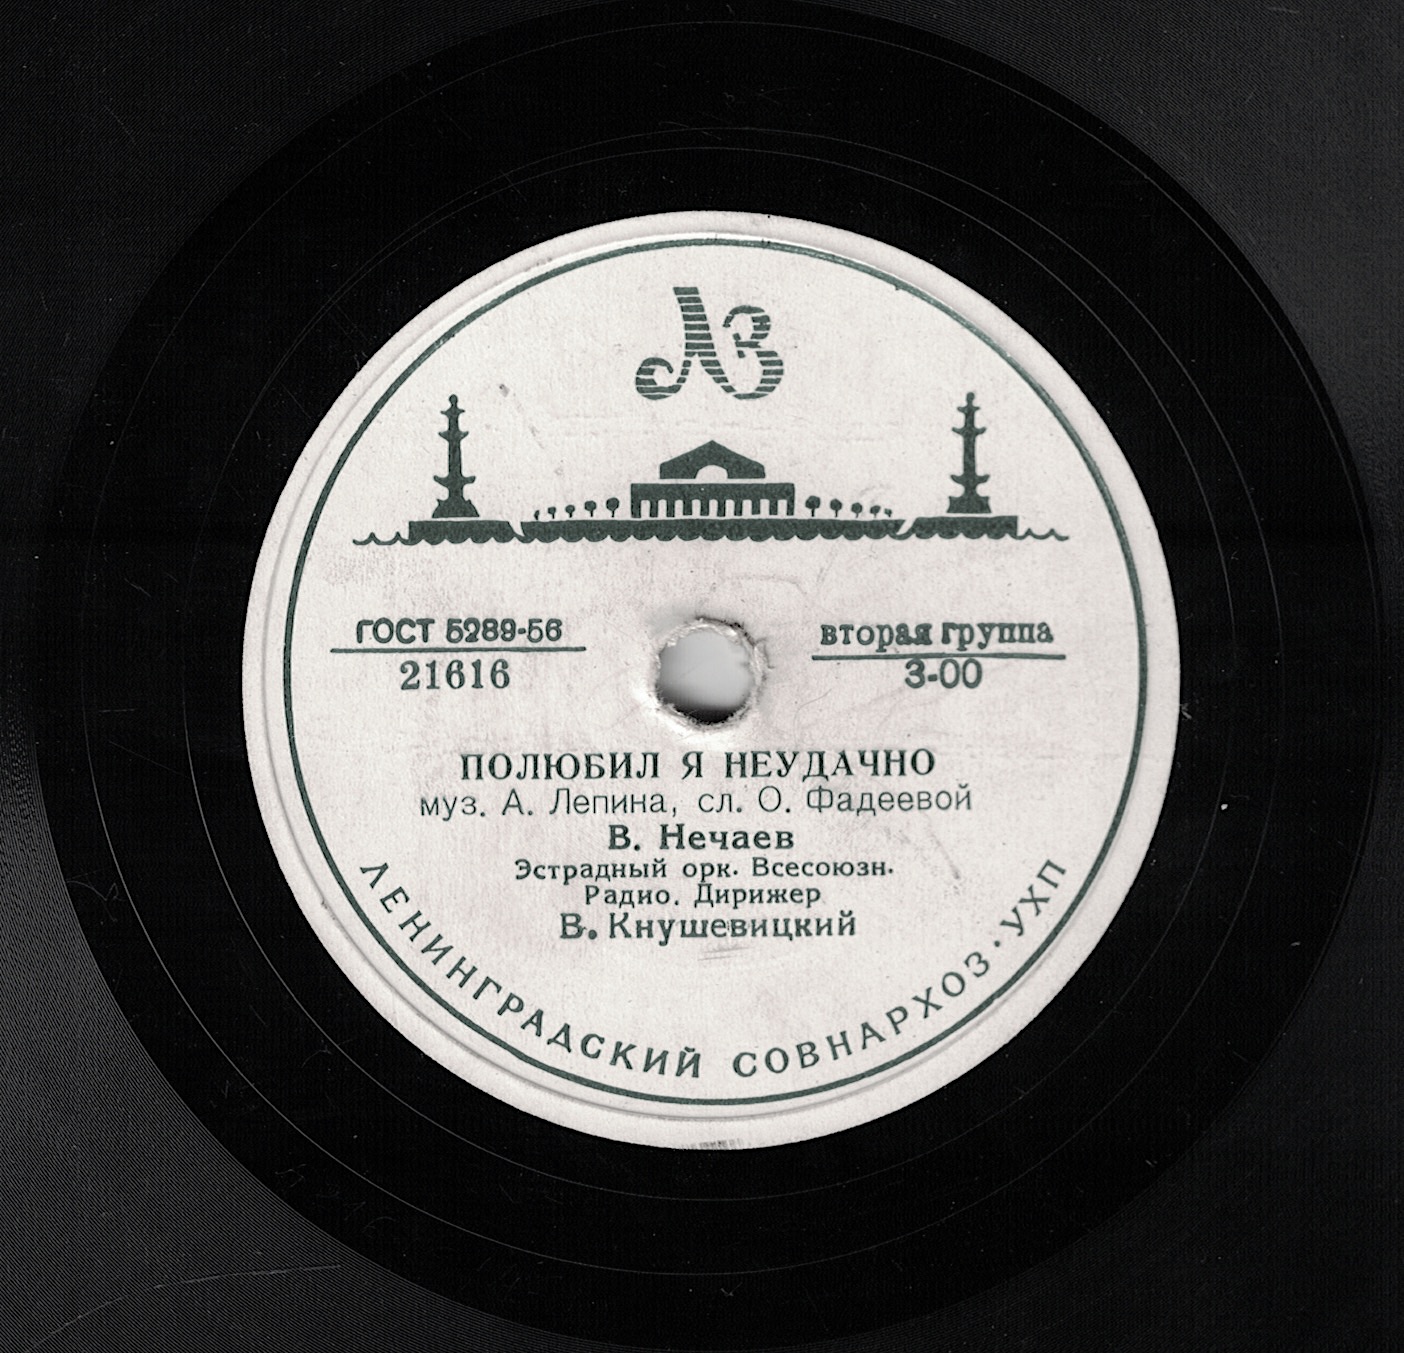 ЛЗ
ГОСТ 5289-56
21616
вторая группа
3-00
ПОЛЮБИЛ Я НЕУДАЧНО
муз. А. Лепина, сл. О. Фадеевой
В. Нечаев
Эстрадный орк. Всесоюзн.
Радио. Дирижер
В. Кнушевицкий
ЛЕНИНГРАДСКИЙ СОВНАРХОЗ · УХП